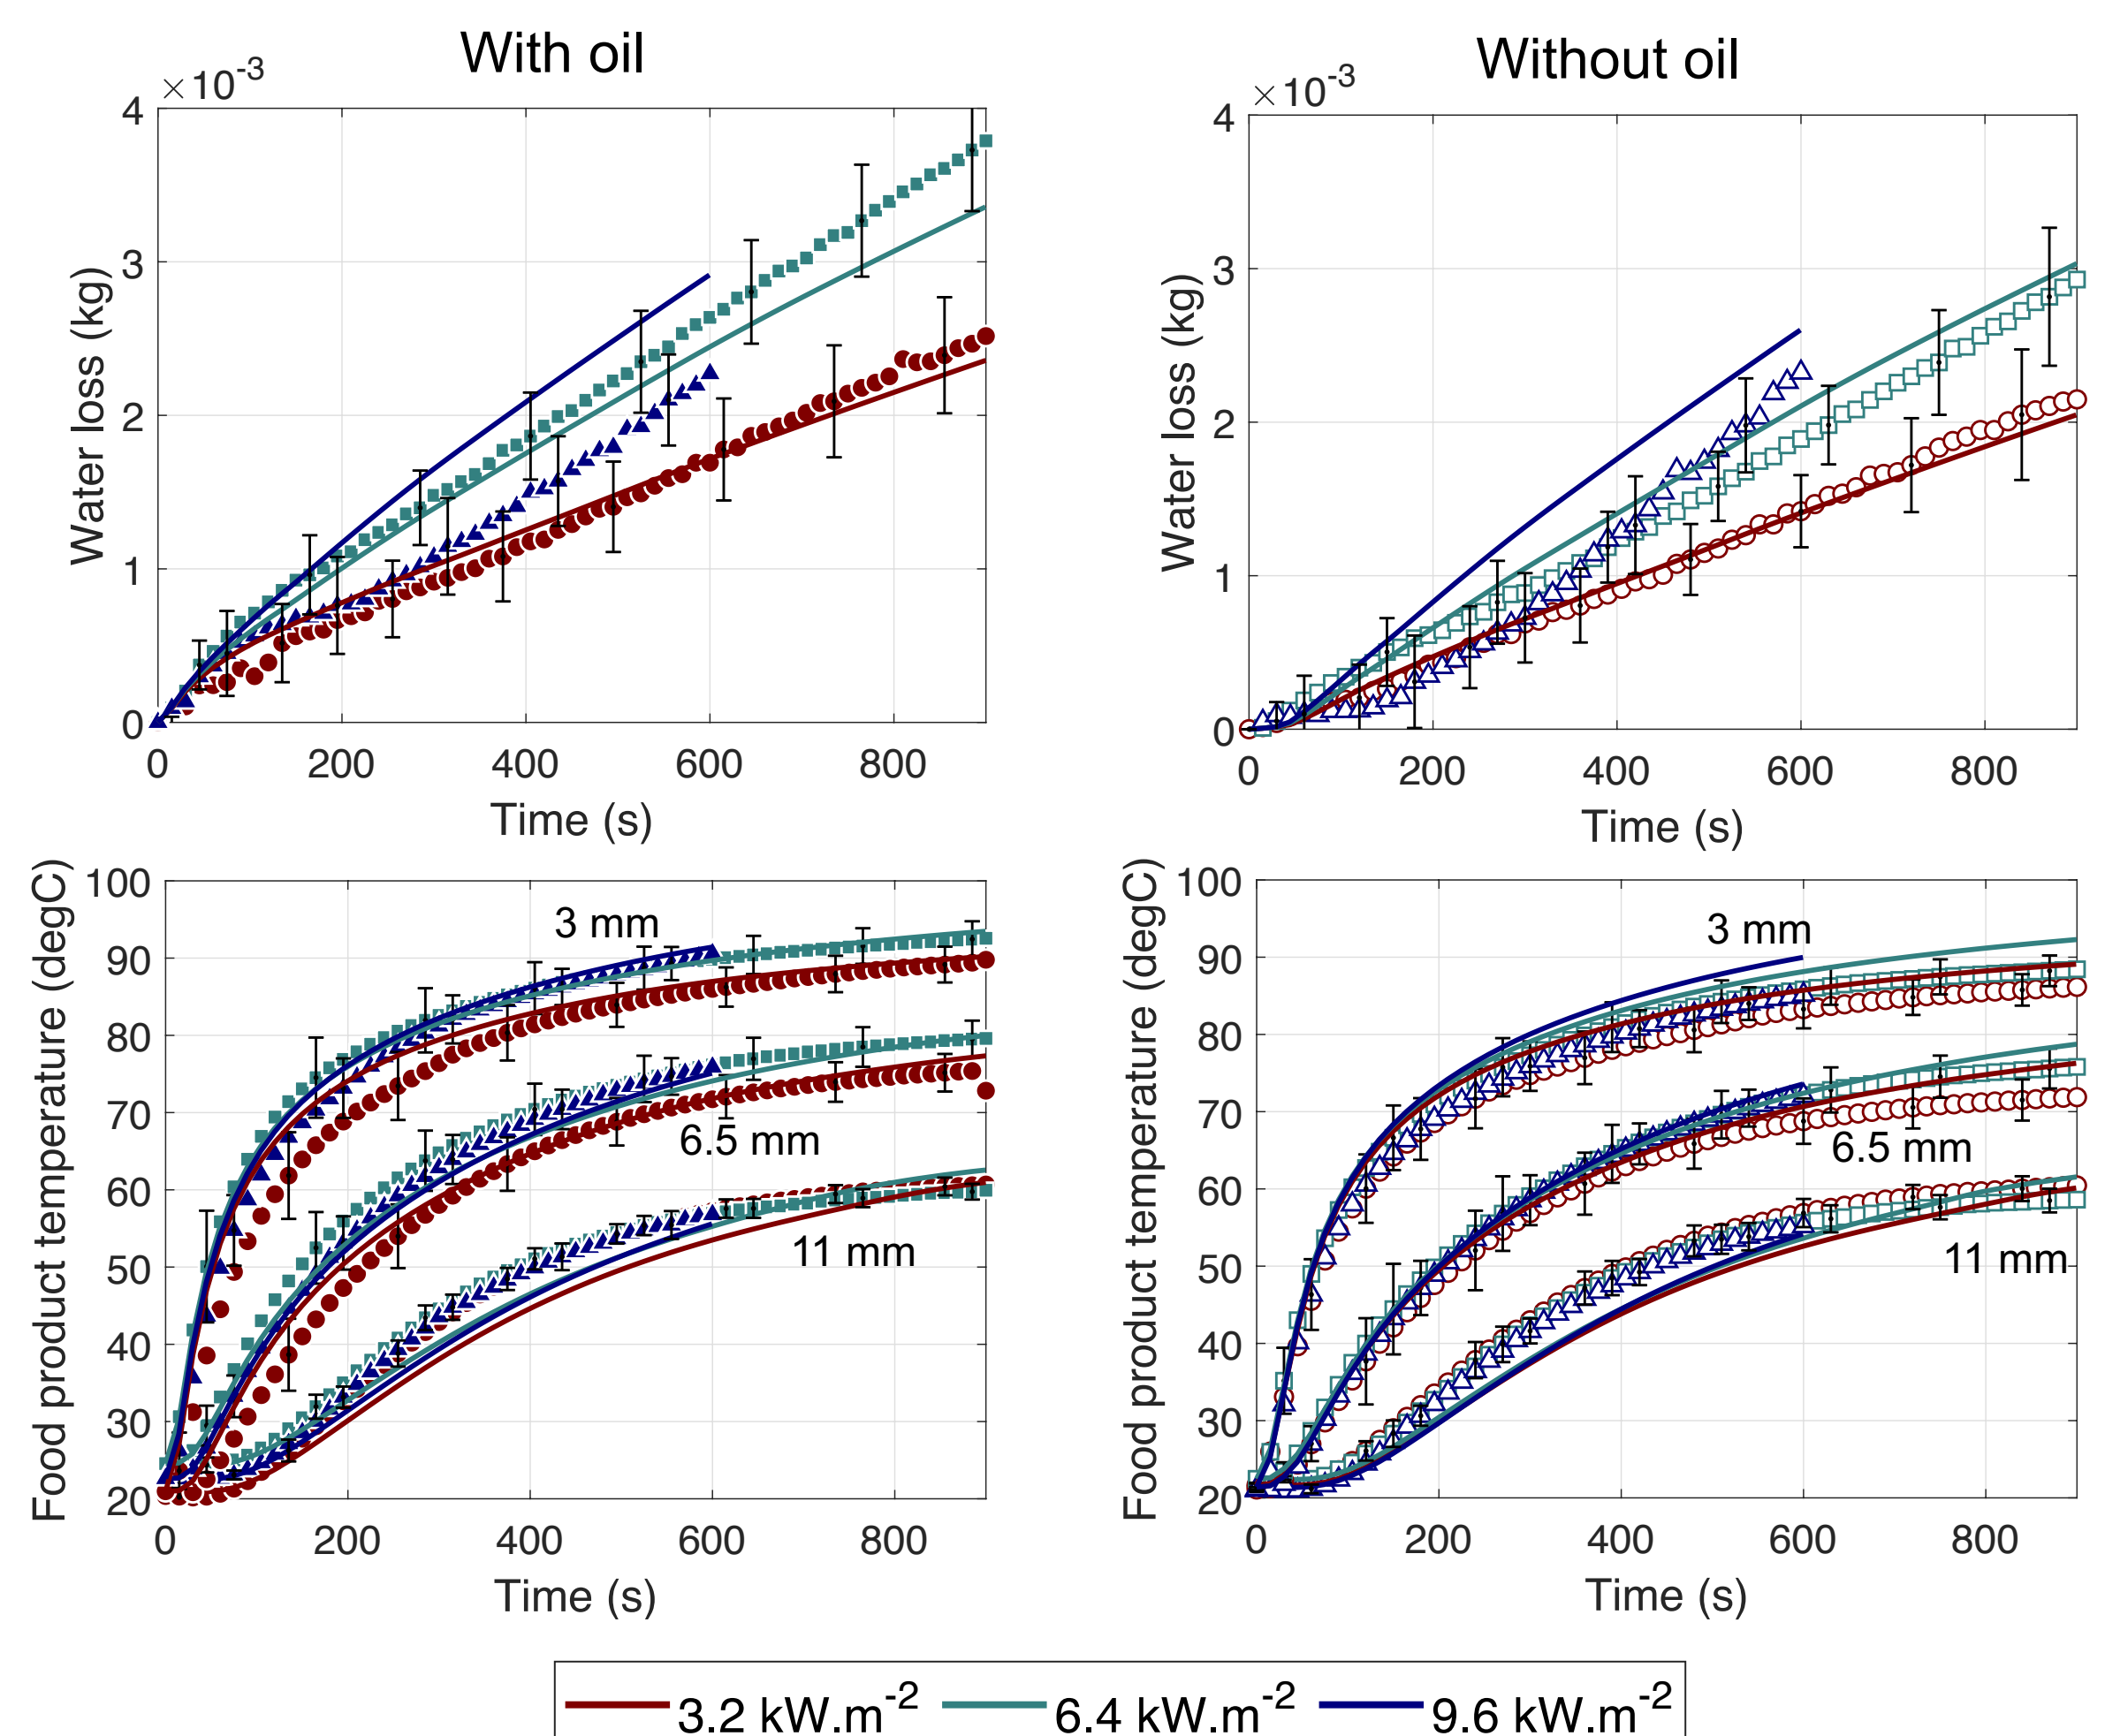 With oil
Without oil
×10-3
4
3
2
1
0
0 200 400 600 800
Water loss (kg)
Time (s)
×10-3
4
3
2
1
0
0 200 400 600 800
Water loss (kg)
Time (s)
100
90
80
70
60
50
40
30
20
0 200 400 600 800
Food product temperature (degC)
Time (s)
3 mm
6.5 mm
11 mm
100
90
80
70
60
50
40
30
20
0 200 400 600 800
Food product temperature (degC)
Time (s)
3 mm
6.5 mm
11 mm
3.2 kW.m-2 6.4 kW.m-2 9.6 kW.m-2